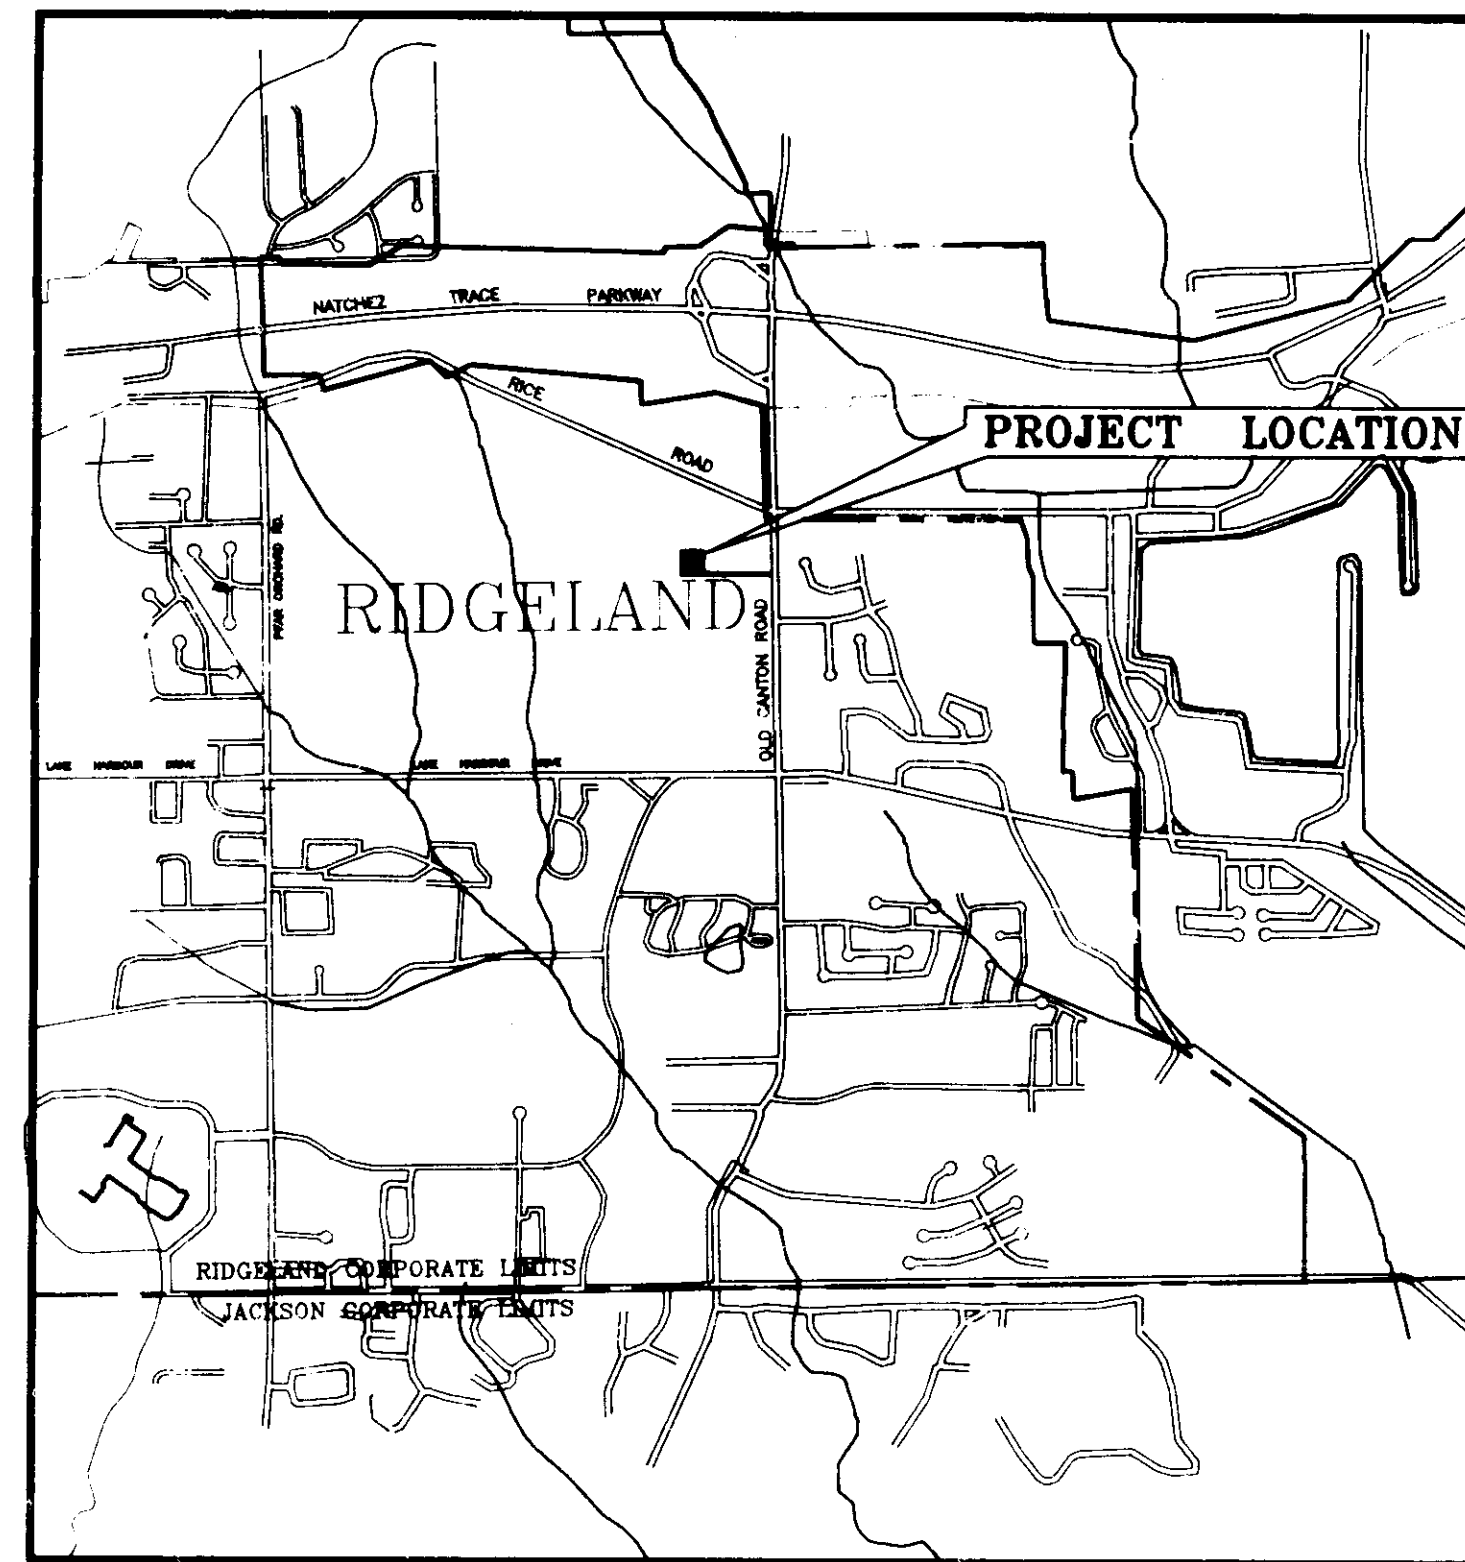 NATCHEZ TRACE PARKWAY
RICE ROAD
PROJECT LOCATION
PEAR ORCHARD RD.
RIDGELAND
OLD CANTON ROAD
LAKE HARBOUR DRIVE
LAKE HARBOUR DRIVE
RIDGELAND CORPORATE LIMITS
JACKSON CORPORATE LIMITS